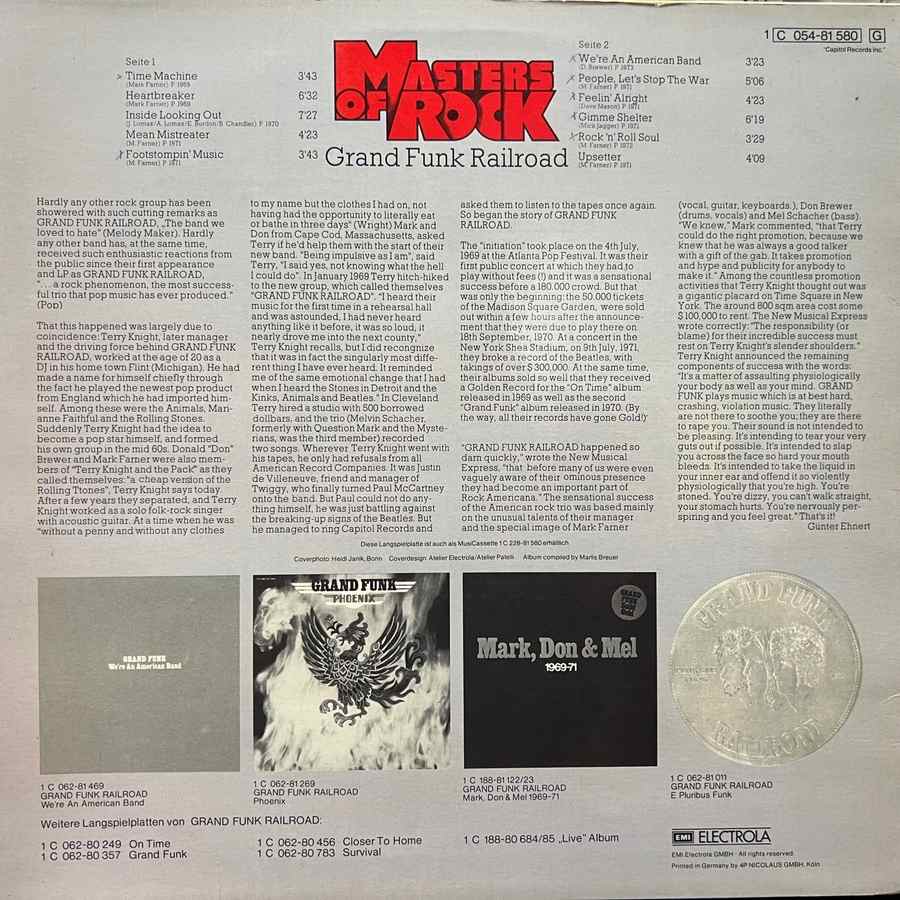 1 C 054-81 580 G
"Capitol Records Inc."
MASTERS
OF ROCK
Grand Funk Railroad
Seite 1
Time Machine 3'43
(Mark Farner) P 1969
Heartbreaker 6'32
(Mark Farner) P 1969
Inside Looking Out 7'27
(J. Lomax/A. Lomax/E. Burdon/B. Chandler) P 1970
Mean Mistreater 4'23
(M. Farner) P 1971
Footstompin' Music 3'43
(M. Farner) P 1971
Seite 2
We're An American Band 3'23
(D. Brewer) P 1973
People, Let's Stop The War 5'06
(M. Farner) P 1971
Feelin' Alright 4'23
(Dave Mason) P 1971
Gimme Shelter 6'19
(Mick Jagger) P 1971
Rock 'n' Roll Soul 3'29
(M. Farner) P 1972
Upsetter 4'09
(M. Farner) P 1971
Hardly any other rock group has been
showered with such cutting remarks as
GRAND FUNK RAILROAD, „The band we
loved to hate" (Melody Maker). Hardly
any other band has, at the same time,
received such enthusiastic reactions from
the public since their first appearance
and LP as GRAND FUNK RAILROAD,
"...a rock phenomenon, the most success-
ful trio that pop music has ever produced."
(Pop)
That this happened was largely due to
coincidence: Terry Knight, later manager
and the driving force behind GRAND FUNK
RAILROAD, worked at the age of 20 as a
DJ in his home town Flint (Michigan). He had
made a name for himself chiefly through
the fact he played the newest pop product
from England which he had imported him-
self. Among these were the Animals, Mari-
anne Faithful and the Rolling Stones.
Suddenly Terry Knight had the idea to
become a pop star himself, and formed
his own group in the mid 60s. Donald "Don"
Brewer and Mark Farner were also mem-
bers of "Terry Knight and the Pack" as they
called themselves: "a cheap version of the
Rolling Ttones", Terry Knight says today.
After a few years they separated, and Terry
Knight worked as a solo folk-rock singer
with acoustic guitar. At a time when he was
"without a penny and without any clothes
to my name but the clothes I had on, not
having had the opportunity to literally eat
or bathe in three days" (Wright) Mark and
Don from Cape Cod, Massachusetts, asked
Terry if he'd help them with the start of their
new band. "Being impulsive as I am", said
Terry, "I said yes, not knowing what the hell
I could do". In January 1969 Terry hitch-hiked
to the new group, which called themselves
"GRAND FUNK RAILROAD". "I heard their
music for the first time in a rehearsal hall
and was astounded, I had never heard
anything like it before, it was so loud, it
nearly drove me into the next county,"
Terry Knight recalls, but I did recongnize
that it was in fact the singularly most diffe-
rent thing I have ever heard. It reminded
me of the same emotional change that I had
when I heard the Stones in Detroit and the
Kinks, Animals and Beatles." In Cleveland
Terry hired a studio with 500 borrowed
dollbars, and the trio (Melvin Schacher,
formerly with Question Mark and the Myste-
rians, was the third member) recorded
two songs. Wherever Terry Knight went with
his tapes, he only had refusals from all
American Record Companies. It was Justin
de Villeneuve, friend and manager of
Twiggy, who finally turned Paul McCartney
onto the band. But Paul could not do any-
thing himself, he was just battling against
the breaking-up signs of the Beatles. But
he managed to ring Capitol Records and
asked them to listen to the tapes once again.
So began the story of GRAND FUNK
RAILROAD.
The "initiation" took place on the 4th July,
1969 at the Atlanta Pop Festival. It was their
first public concert at which they had to
play without fees (!) and it was a sensational
success before a 180.000 crowd. But that
was only the beginning: the 50.000 tickets
of the Madison Square Garden, were sold
out within a few hours after the announce-
ment that they were due to play there on
18th September, 1970. At a concert in the
New York Shea Stadium, on 9th July, 1971,
they broke a record of the Beatles, with
takings of over $ 300,000. At the same time,
their albums sold so well that they received
a Golden Record for the "On Time" album
released in 1969 as well as the second
"Grand Funk" album released in 1970. (By
the way, all their records have gone Gold!)
"GRAND FUNK RAILROAD happened so
darn quickly," wrote the New Musical
Express, "that before many of us were even
vaguely aware of their ominous presence
they had become an important part of
Rock Americana." The sensational success
of the American rock trio was based mainly
on the unusual talents of their manager
and the special image of Mark Farner
(vocal, guitar, keyboards.), Don Brewer
(drums, vocals) and Mel Schacher (bass).
"We knew," Mark commented, "that Terry
could do the right promotion, because we
knew that he was always a good talker
with a gift of the gab. It takes promotion
and hype and publicity for anybody to
make it." Among the countless promotion
activities that Terry Knight thought out was
a gigantic placard on Time Square in New
York. The around 800 sqm area cost some
$ 100,000 to rent. The New Musical Express
wrote correctly: "The responsibility (or
blame) for their incredible success must
rest on Terry Knight's slender shoulders."
Terry Knight announced the remaining
components of success with the words:
"It's a matter of assaulting physiologically
your body as well as your mind. GRAND
FUNK plays music which is at best hard,
crashing, violation music. They literally
are not there to soothe you; they are there
to rape you. Their sound is not intended to
be pleasing. It's intending to tear your very
guts out if possible. It's intends to slap
you across the face so hard your mouth
bleeds. It's intended to take the liquid in
your inner ear and offend it so violently
physiologically that you're high. You're
stoned. You're dizzy, you can't walk straight,
your stomach hurts. You're nervously per-
spiring and you feel great." That's it!
Günter Ehnert
Diese Langspielplatte ist auch als MusiCassette 1 C 228-81 580 erhältlich.
Coverphoto: Heidi Janik, Bonn Coverdesign: Atelier Electrola/Atelier Patelli Album compiled by Marlis Breuer
GRAND FUNK
We're An American Band
GRAND FUNK
PHOENIX
GRAND FUNK
Mark, Don & Mel
1969-71
GRAND FUNK
RAILROAD
1 C 062-81 469
GRAND FUNK RAILROAD
We're An American Band
1 C 062-81 269
GRAND FUNK RAILROAD
Phoenix
1 C 188-81 122/23
GRAND FUNK RAILROAD
Mark, Don & Mel 1969-71
1 C 062-81 011
GRAND FUNK RAILROAD
E Pluribus Funk
Weitere Langspielplatten von GRAND FUNK RAILROAD:
1 C 062-80 249 On Time
1 C 062-80 357 Grand Funk
1 C 062-80 456 Closer To Home
1 C 062-80 783 Survival
1 C 188-80 684/85 „Live" Album
EMI ELECTROLA
EMI Electrola GMBH · All rights reserved.
Printed in Germany by 4P NICOLAUS GMBH, Köln